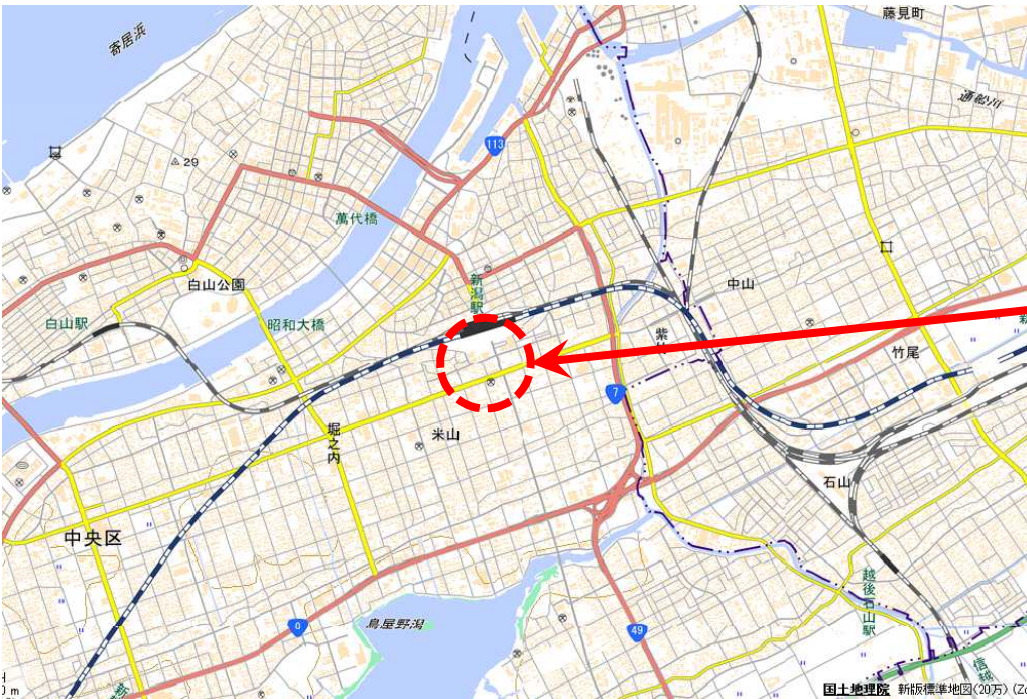 藤見町
寄居浜
通船川
113
29
萬代橋
中山
白山公園
新潟駅
白山駅
昭和大橋
竹尾
7
堀之内
米山
石山
中央区
越後石山駅
鳥屋野潟
0
49
信越
国土地理院 新版標準地図(20万)
0 m